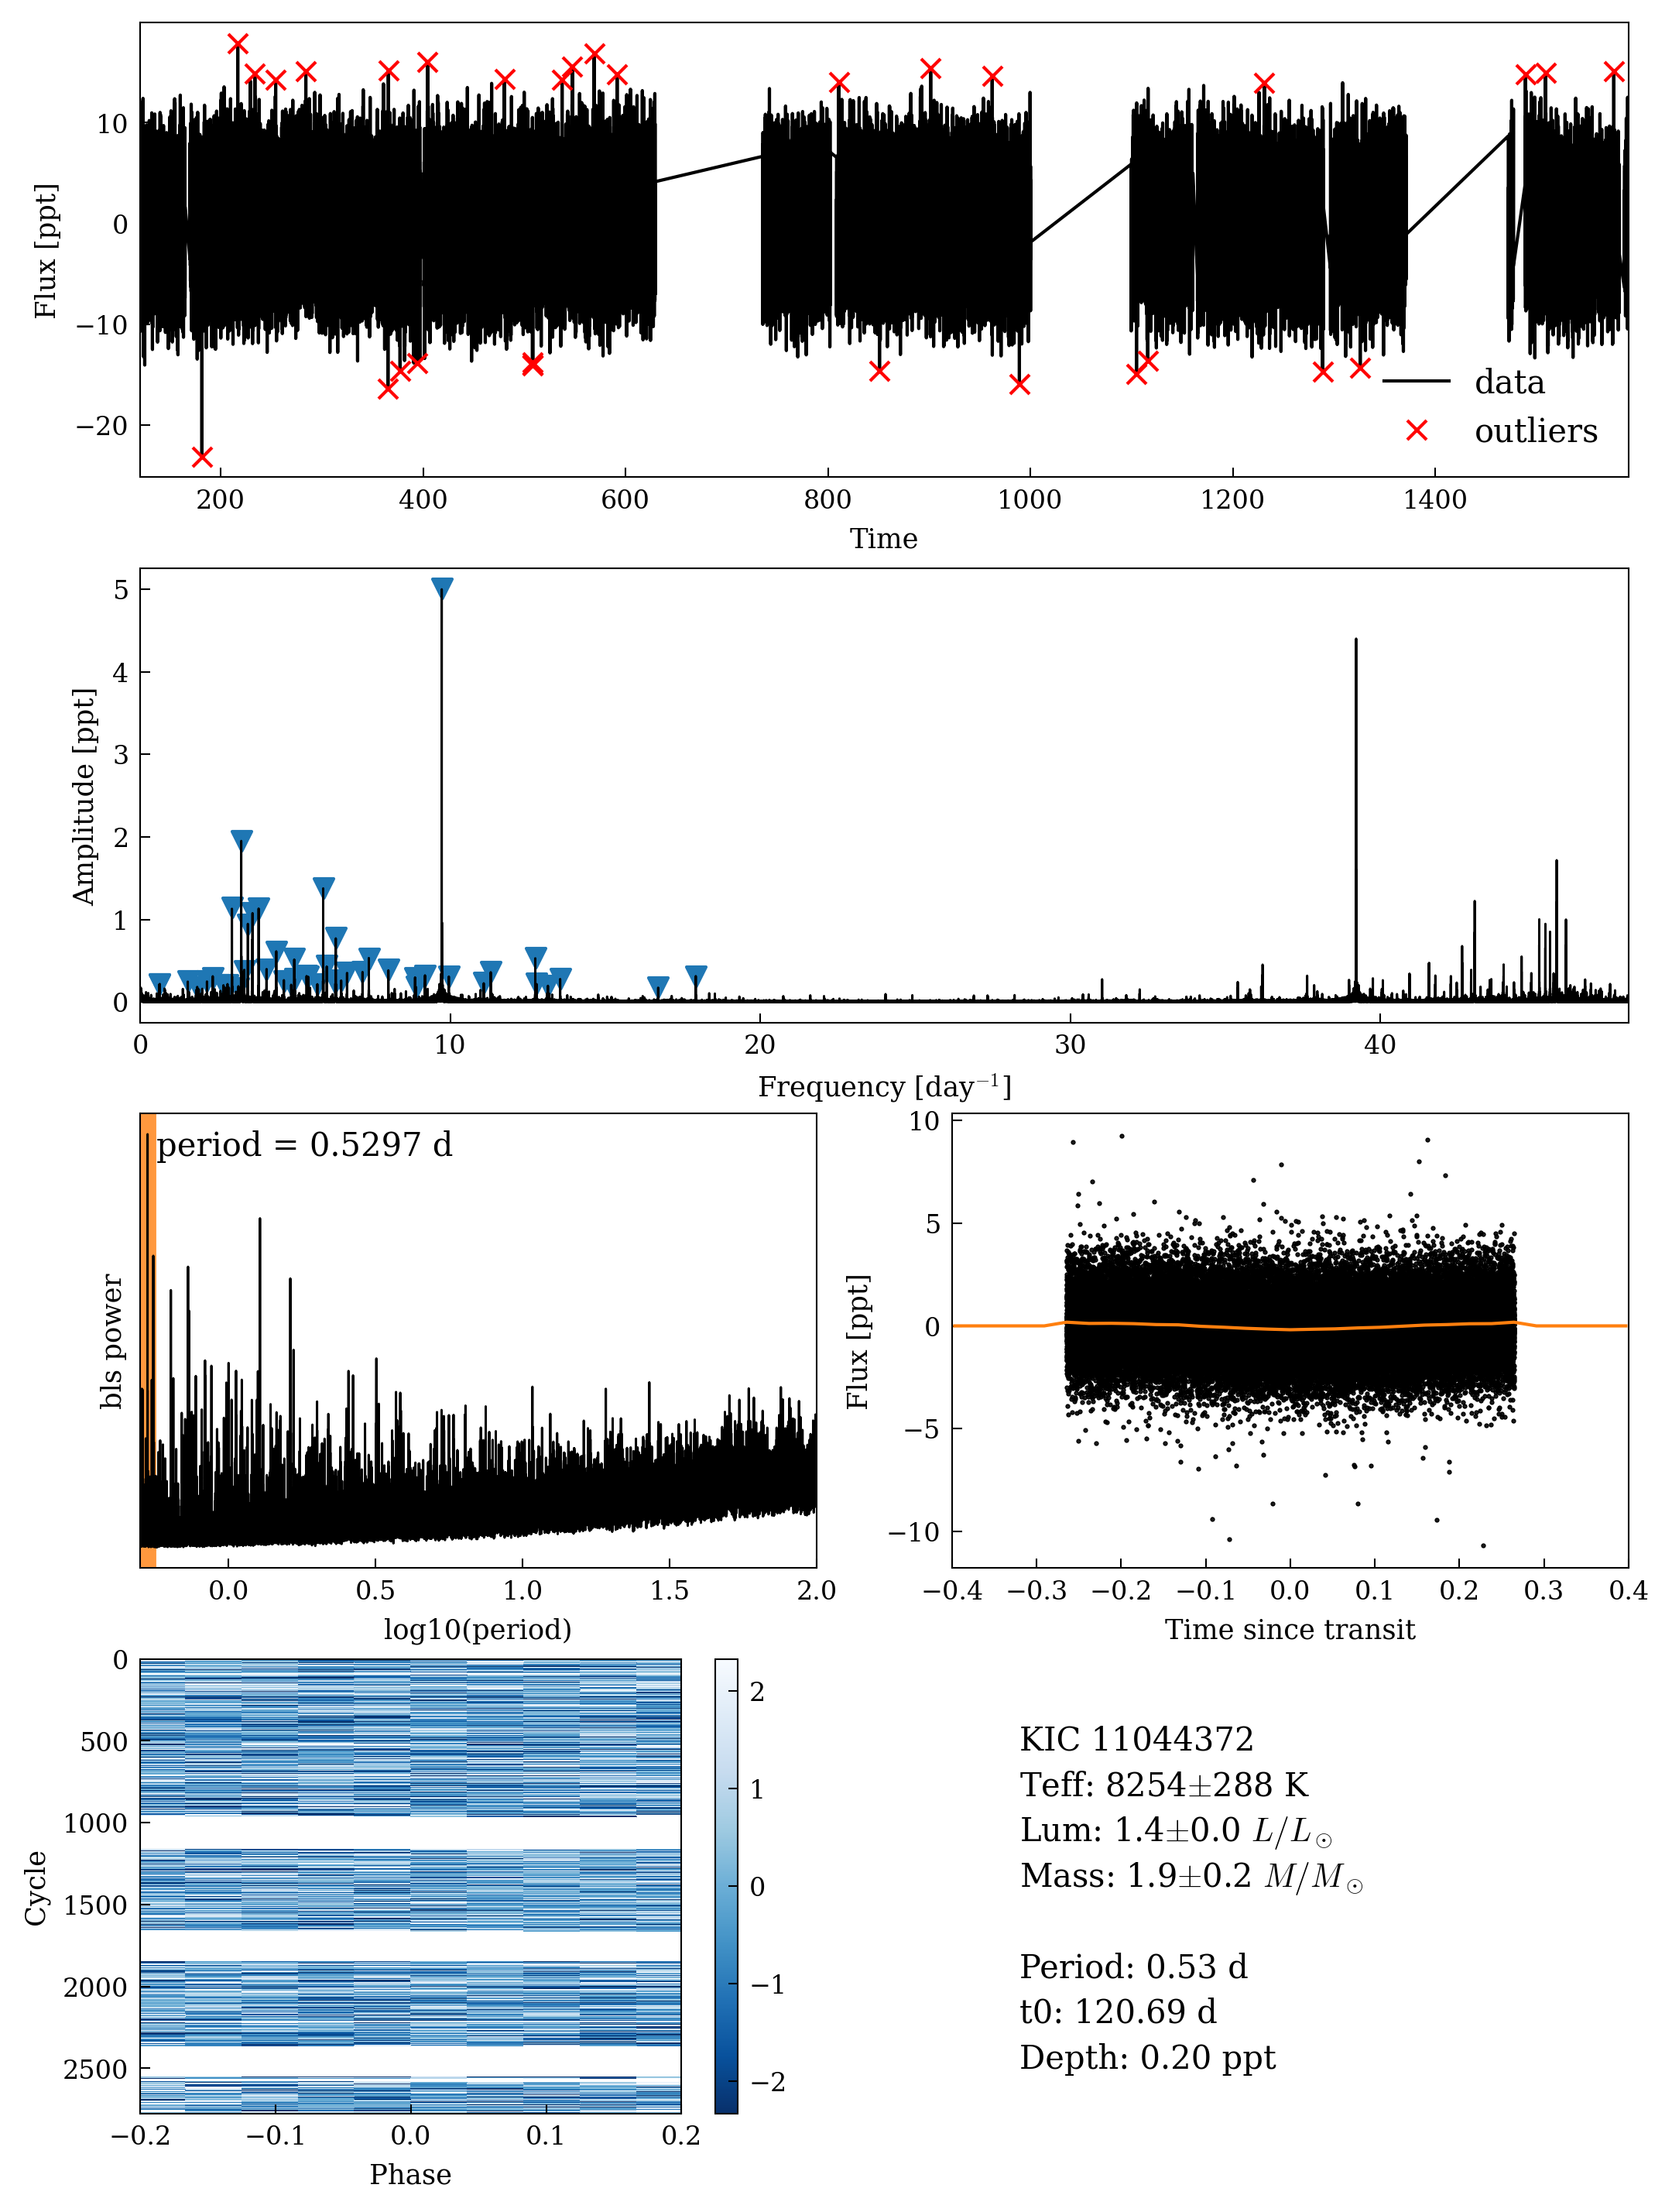 10
0
−10
−20
Flux [ppt]
data
outliers
200
400
600
800
1000
1200
1400
Time
5
4
3
2
1
0
Amplitude [ppt]
0
10
20
30
40
Frequency [day⁻¹]
period = 0.5297 d
bls power
0.0
0.5
1.0
1.5
2.0
log10(period)
10
5
0
−5
−10
Flux [ppt]
−0.4
−0.3
−0.2
−0.1
0.0
0.1
0.2
0.3
0.4
Time since transit
0
500
1000
1500
2000
2500
Cycle
−0.2
−0.1
0.0
0.1
0.2
Phase
2
1
0
−1
−2
KIC 11044372
Teff: 8254±288 K
Lum: 1.4±0.0 L/L⊙
Mass: 1.9±0.2 M/M⊙
Period: 0.53 d
t0: 120.69 d
Depth: 0.20 ppt